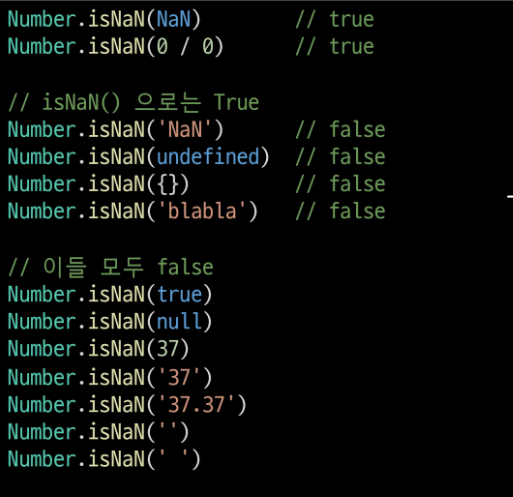 Number.isNaN(NaN)        // true
Number.isNaN(0 / 0)      // true
// isNaN() 으로는 True
Number.isNaN('NaN')      // false
Number.isNaN(undefined)  // false
Number.isNaN({})         // false
Number.isNaN('blabla')   // false
// 이들 모두 false
Number.isNaN(true)
Number.isNaN(null)
Number.isNaN(37)
Number.isNaN('37')
Number.isNaN('37.37')
Number.isNaN('')
Number.isNaN(' ')